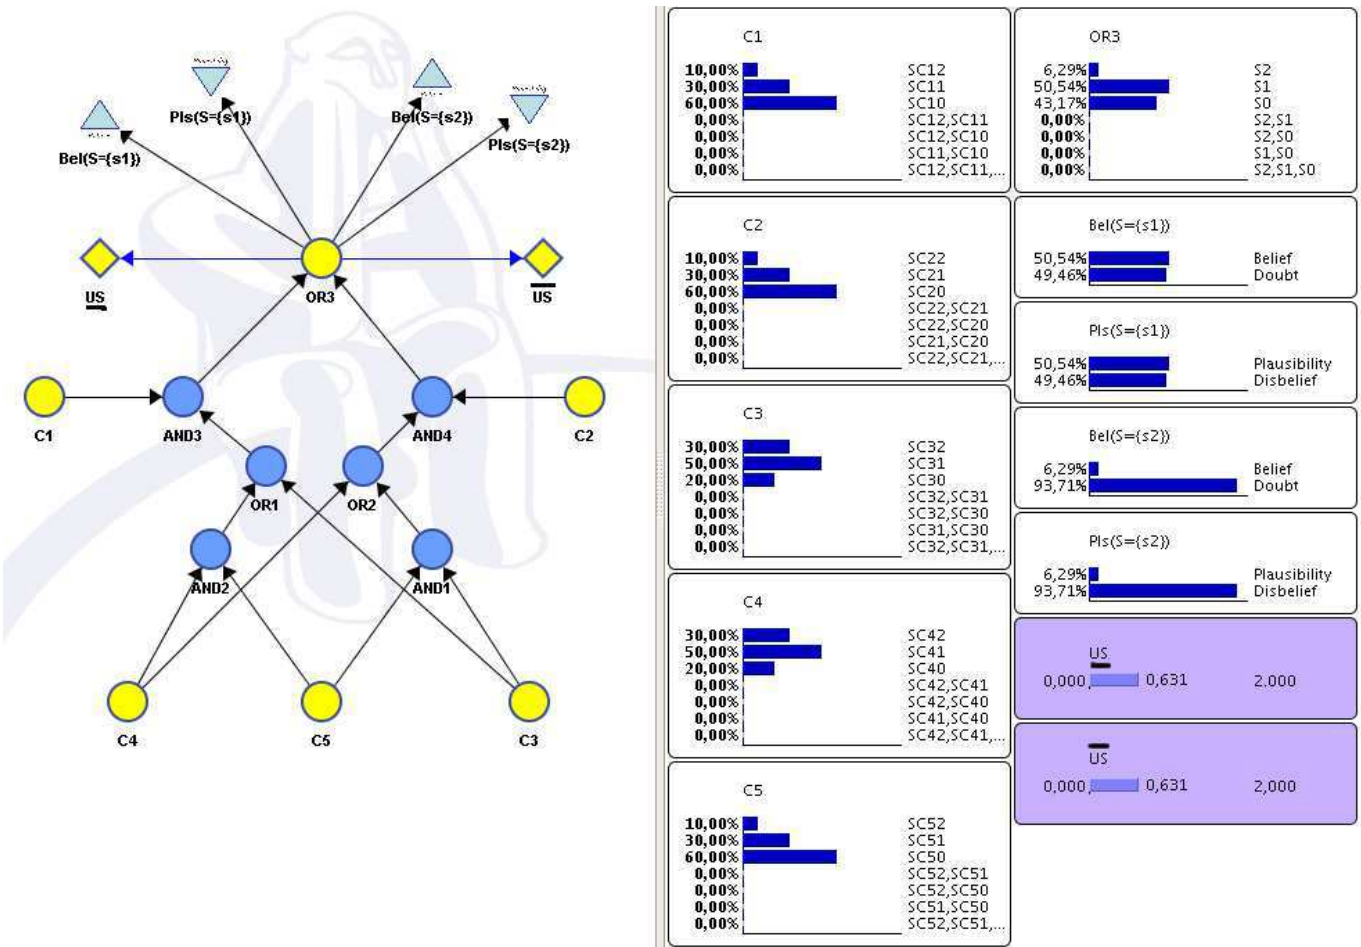 Pls(S={s1})
Bel(S={s2})
Pls(S={s2})
Bel(S={s1})
US
OR3
US
C1
AND3
AND4
C2
OR1
OR2
AND2
AND1
C4
C5
C3
C1
10,00% SC12
30,00% SC11
60,00% SC10
0,00% SC12,SC11
0,00% SC12,SC10
0,00% SC11,SC10
0,00% SC12,SC11,...
C2
10,00% SC22
30,00% SC21
60,00% SC20
0,00% SC22,SC21
0,00% SC22,SC20
0,00% SC21,SC20
0,00% SC22,SC21,...
C3
30,00% SC32
50,00% SC31
20,00% SC30
0,00% SC32,SC31
0,00% SC32,SC30
0,00% SC31,SC30
0,00% SC32,SC31,...
C4
30,00% SC42
50,00% SC41
20,00% SC40
0,00% SC42,SC41
0,00% SC42,SC40
0,00% SC41,SC40
0,00% SC42,SC41,...
C5
10,00% SC52
30,00% SC51
60,00% SC50
0,00% SC52,SC51
0,00% SC52,SC50
0,00% SC51,SC50
0,00% SC52,SC51,...
OR3
6,29% S2
50,54% S1
43,17% S0
0,00% S2,S1
0,00% S2,S0
0,00% S1,S0
0,00% S2,S1,S0
Bel(S={s1})
50,54% Belief
49,46% Doubt
Pls(S={s1})
50,54% Plausibility
49,46% Disbelief
Bel(S={s2})
6,29% Belief
93,71% Doubt
Pls(S={s2})
6,29% Plausibility
93,71% Disbelief
US
0,000 0,631 2.000
US
0,000 0,631 2,000